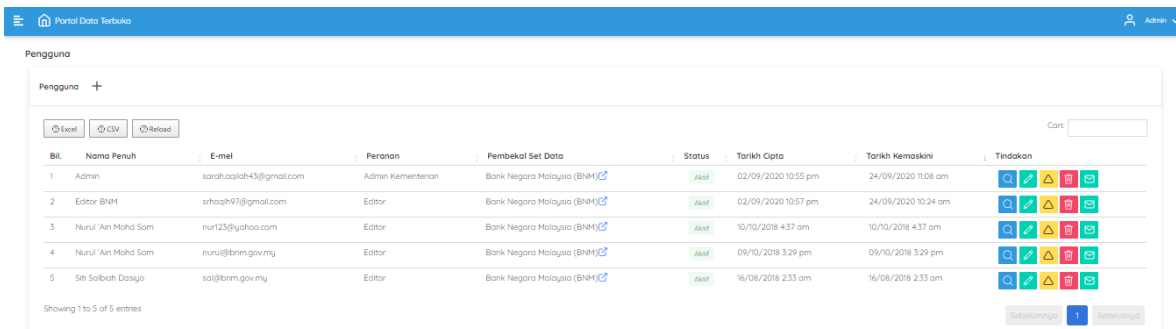 Portal Data Terbuka Admin
Pengguna
Pengguna +
Excel CSV Reload Cari:
Bil. Nama Penuh E-mel Peranan Pembekal Set Data Status Tarikh Cipta Tarikh Kemaskini Tindakan
1 Admin sarah.aqilah43@gmail.com Admin Kementerian Bank Negara Malaysia (BNM) Aktif 02/09/2020 10:55 pm 24/09/2020 11:08 am
2 Editor BNM srhaqlh97@gmail.com Editor Bank Negara Malaysia (BNM) Aktif 02/09/2020 10:57 pm 24/09/2020 10:24 am
3 Nurul 'Ain Mohd Som nur123@yahoo.com Editor Bank Negara Malaysia (BNM) Aktif 10/10/2018 4:37 am 10/10/2018 4:37 am
4 Nurul 'Ain Mohd Som nurul@bnm.gov.my Editor Bank Negara Malaysia (BNM) Aktif 09/10/2018 3:29 pm 09/10/2018 3:29 pm
5 Siti Salbiah Dasiyo sal@bnm.gov.my Editor Bank Negara Malaysia (BNM) Aktif 16/08/2018 2:33 am 16/08/2018 2:33 am
Showing 1 to 5 of 5 entries
Sebelumnya 1 Seterusnya